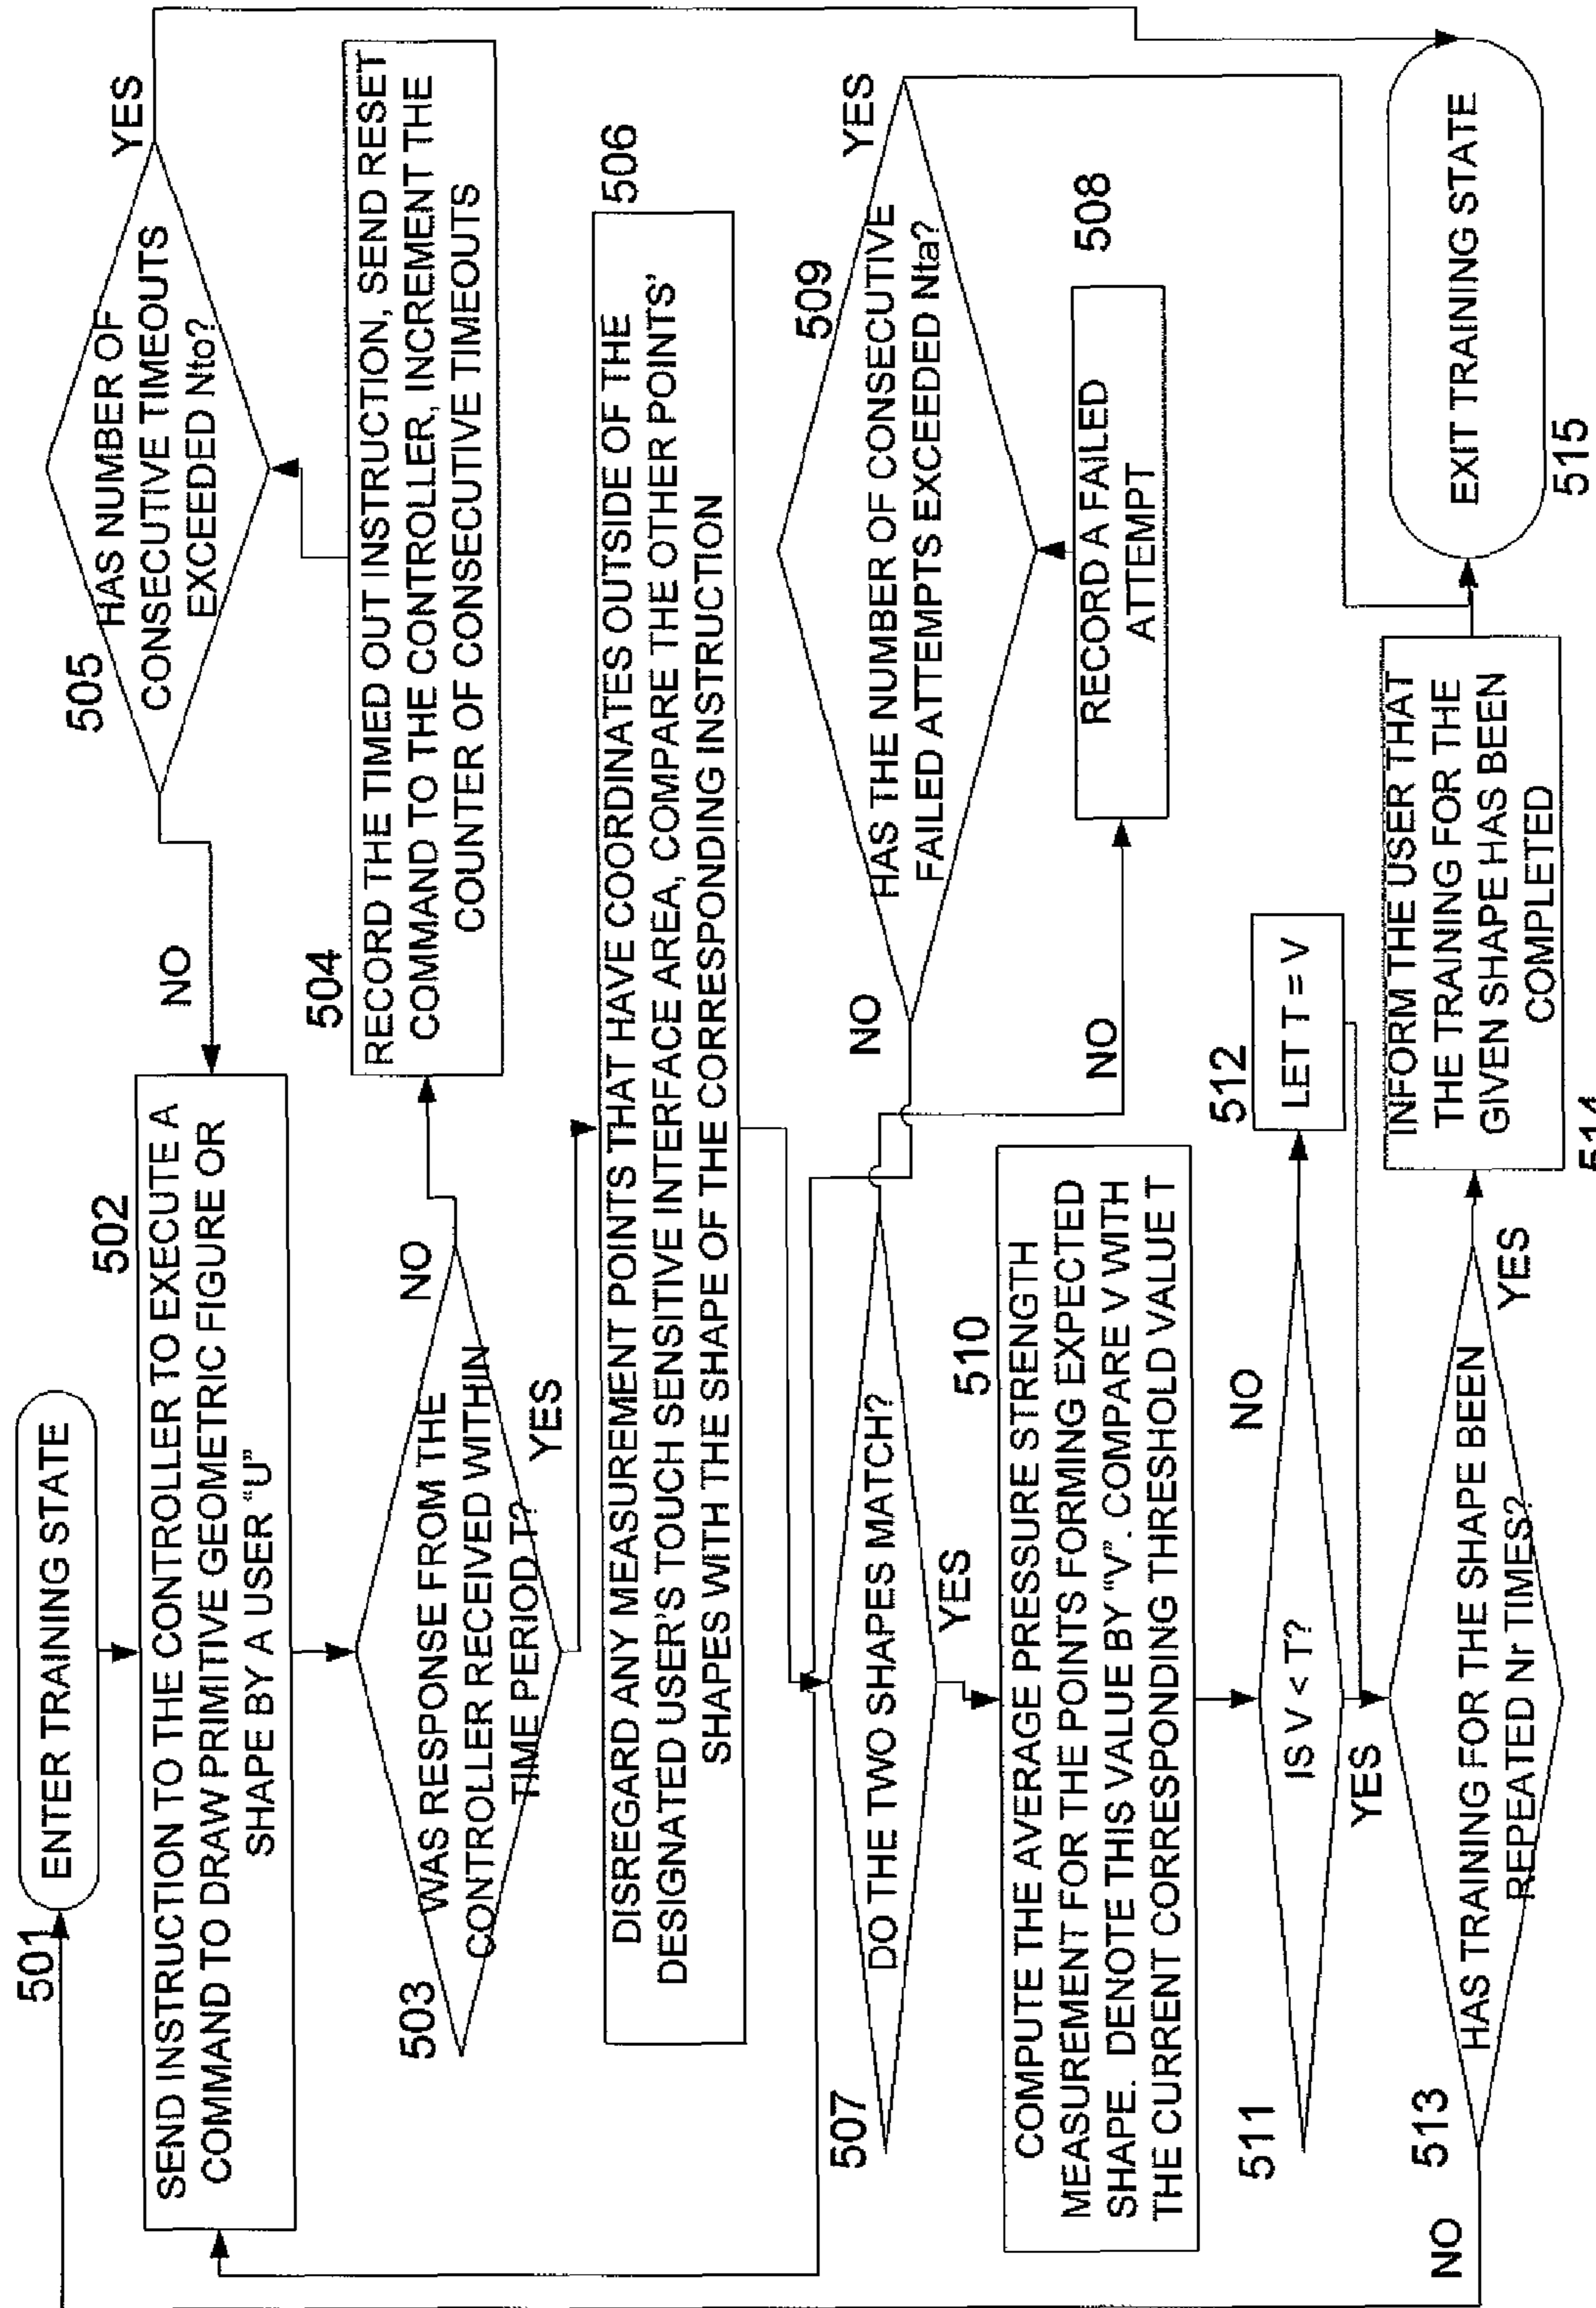 501
ENTER TRAINING STATE
502
SEND INSTRUCTION TO THE CONTROLLER TO EXECUTE A
COMMAND TO DRAW PRIMITIVE GEOMETRIC FIGURE OR
SHAPE BY A USER “U”
503
WAS RESPONSE FROM THE
CONTROLLER RECEIVED WITHIN
TIME PERIOD T?
NO
YES
504
RECORD THE TIMED OUT INSTRUCTION, SEND RESET
COMMAND TO THE CONTROLLER, INCREMENT THE
COUNTER OF CONSECUTIVE TIMEOUTS
505
HAS NUMBER OF
CONSECUTIVE TIMEOUTS
EXCEEDED Nto?
NO
YES
506
DISREGARD ANY MEASUREMENT POINTS THAT HAVE COORDINATES OUTSIDE OF THE
DESIGNATED USER'S TOUCH SENSITIVE INTERFACE AREA, COMPARE THE OTHER POINTS'
SHAPES WITH THE SHAPE OF THE CORRESPONDING INSTRUCTION
507
DO THE TWO SHAPES MATCH?
NO
YES
508
RECORD A FAILED
ATTEMPT
509
HAS THE NUMBER OF CONSECUTIVE
FAILED ATTEMPTS EXCEEDED Nta?
NO
YES
510
COMPUTE THE AVERAGE PRESSURE STRENGTH
MEASUREMENT FOR THE POINTS FORMING EXPECTED
SHAPE. DENOTE THIS VALUE BY “V”. COMPARE V WITH
THE CURRENT CORRESPONDING THRESHOLD VALUE T
511
IS V < T?
NO
YES
512
LET T = V
513
HAS TRAINING FOR THE SHAPE BEEN
REPEATED Nr TIMES?
NO
YES
INFORM THE USER THAT
THE TRAINING FOR THE
GIVEN SHAPE HAS BEEN
COMPLETED
514
EXIT TRAINING STATE
515